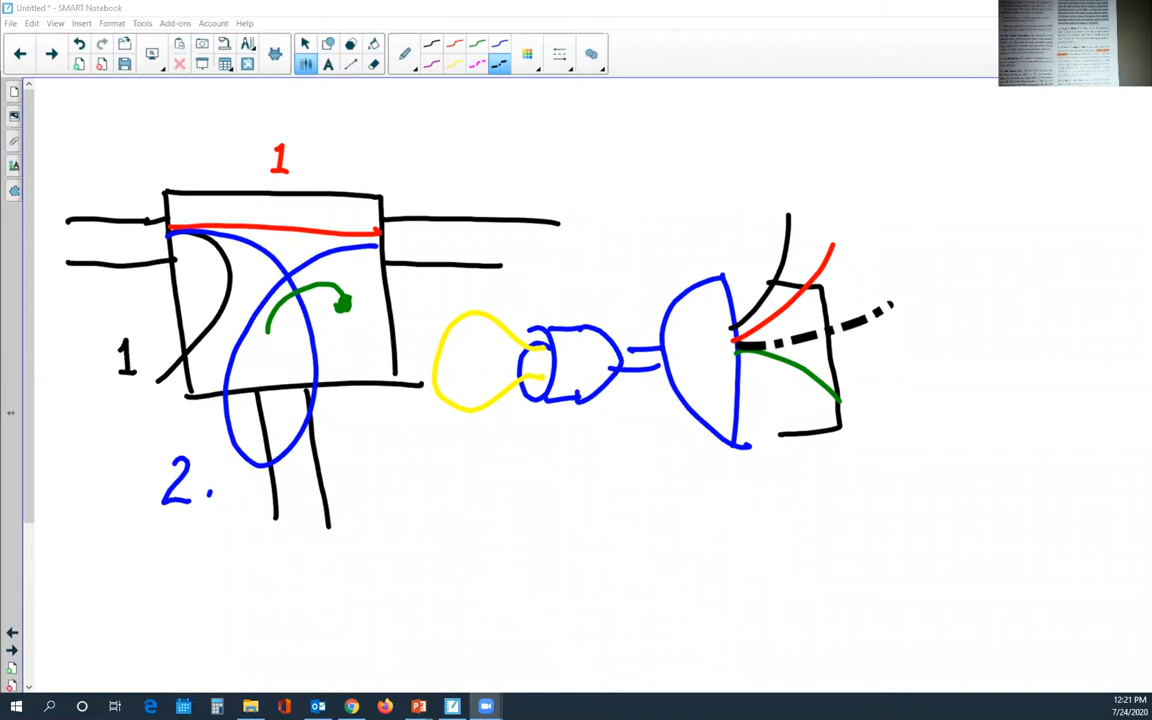 Untitled * - SMART Notebook
File Edit View Insert Format Tools Add-ons Account Help
1
1
2.
12:21 PM
7/24/2020